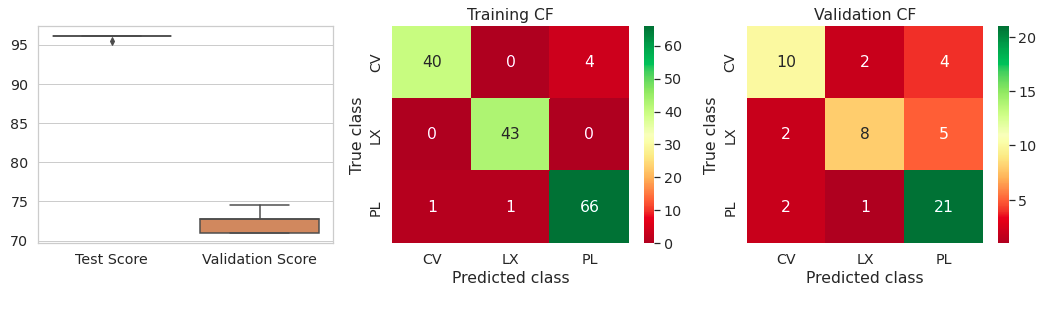 95
90
85
80
75
70
Test Score Validation Score
Training CF
True class
CV
LX
PL
40 0 4
0 43 0
1 1 66
CV LX PL
Predicted class
60
50
40
30
20
10
0
Validation CF
True class
CV
LX
PL
10 2 4
2 8 5
2 1 21
CV LX PL
Predicted class
20
15
10
5